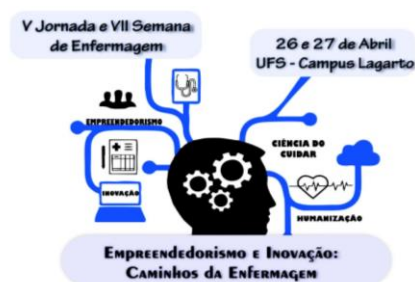 V Jornada e VII Semana
de Enfermagem
26 e 27 de Abril
UFS - Campus Lagarto
EMPREENDEDORISMO
CIÊNCIA DO
CUIDAR
INOVAÇÃO
HUMANIZAÇÃO
Empreendedorismo e Inovação:
Caminhos da Enfermagem